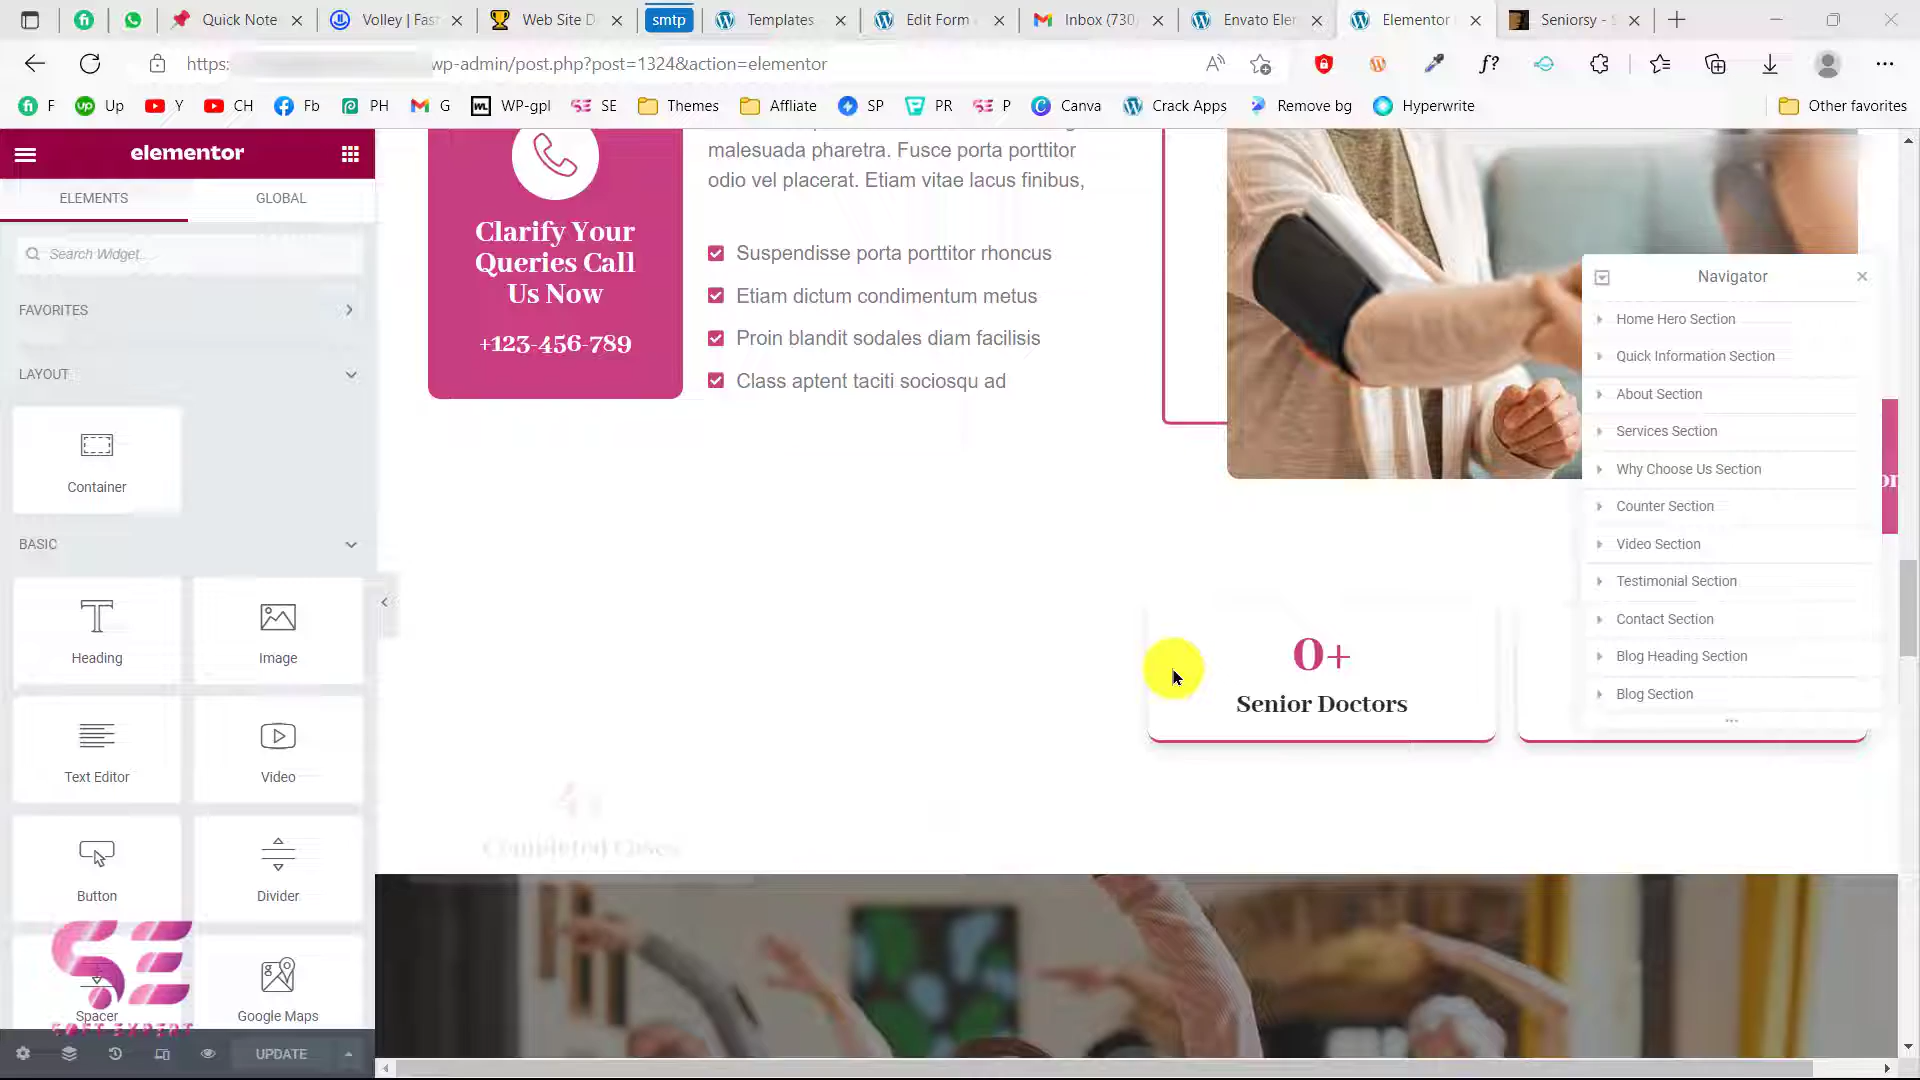 Quick Note
Volley | Fas
Web Site D
smtp
Templates
Edit Form
Inbox (730
Envato Ele
Elementor
Seniorsy -
https:
wp-admin/post.php?post=1324&action=elementor
F
Up
Y
CH
Fb
PH
G
WP-gpl
SE
Themes
Affliate
SP
PR
P
Canva
Crack Apps
Remove bg
Hyperwrite
Other favorites
elementor
ELEMENTS
GLOBAL
Search Widget...
FAVORITES
LAYOUT
Container
BASIC
Heading
Image
Text Editor
Video
Button
Divider
Spacer
Google Maps
SE
SOFT EXPERT
UPDATE
Clarify Your
Queries Call
Us Now
+123-456-789
malesuada pharetra. Fusce porta porttitor
odio vel placerat. Etiam vitae lacus finibus,
Suspendisse porta porttitor rhoncus
Etiam dictum condimentum metus
Proin blandit sodales diam facilisis
Class aptent taciti sociosqu ad
0+
Senior Doctors
Completed Cases
Navigator
Home Hero Section
Quick Information Section
About Section
Services Section
Why Choose Us Section
Counter Section
Video Section
Testimonial Section
Contact Section
Blog Heading Section
Blog Section